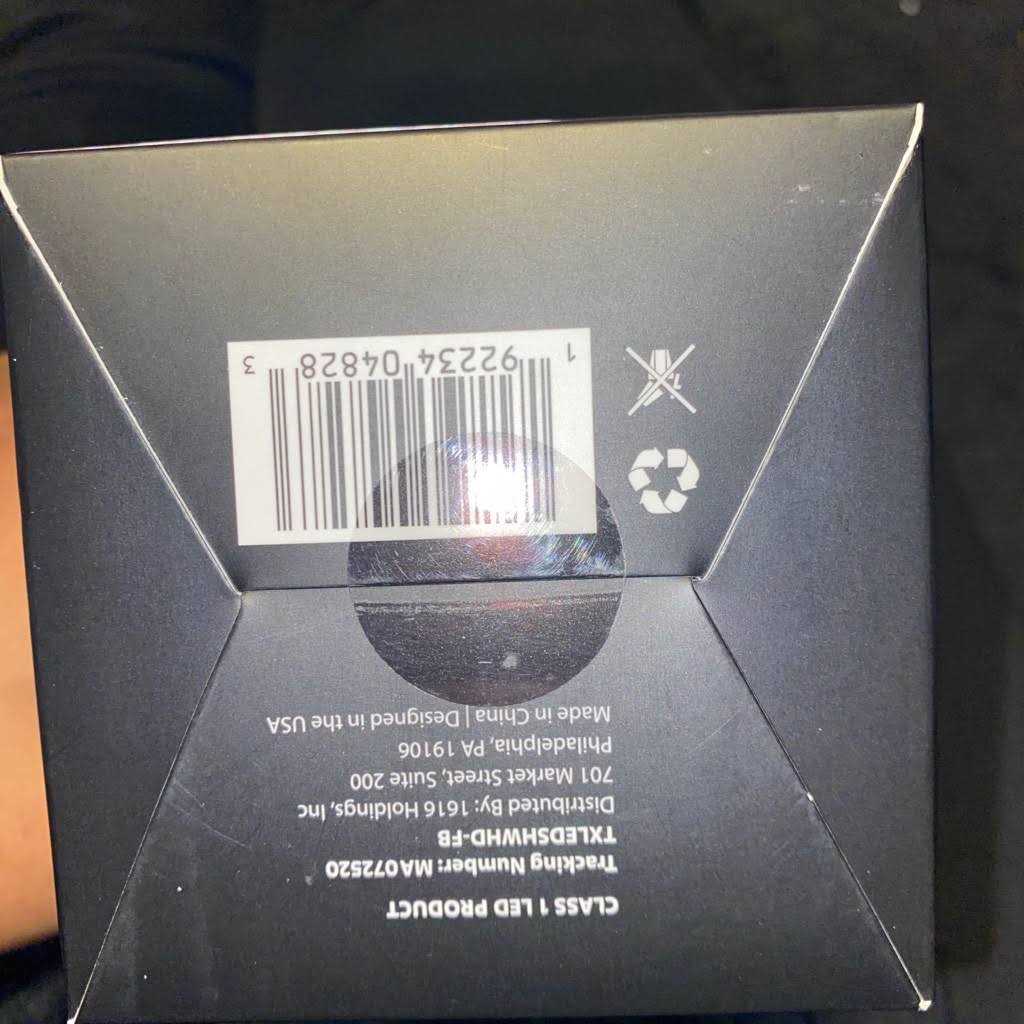 CLASS 1 LED PRODUCT
Tracking Number: MA072520
TXLEDSHWHD-FB
Distributed By: 1616 Holdings, Inc
701 Market Street, Suite 200
Philadelphia, PA 19106
Made in China | Designed in the USA
1 92234 04828 3